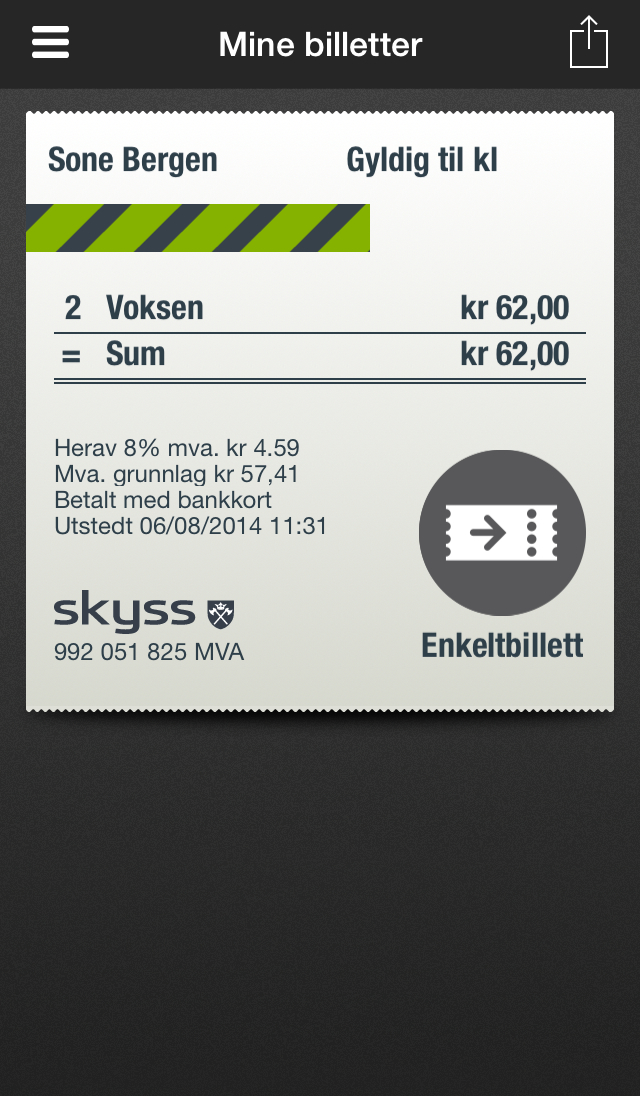 Mine billetter
Sone Bergen Gyldig til kl
2 Voksen kr 62,00
= Sum kr 62,00
Herav 8% mva. kr 4.59
Mva. grunnlag kr 57,41
Betalt med bankkort
Utstedt 06/08/2014 11:31
skyss
992 051 825 MVA
Enkeltbillett